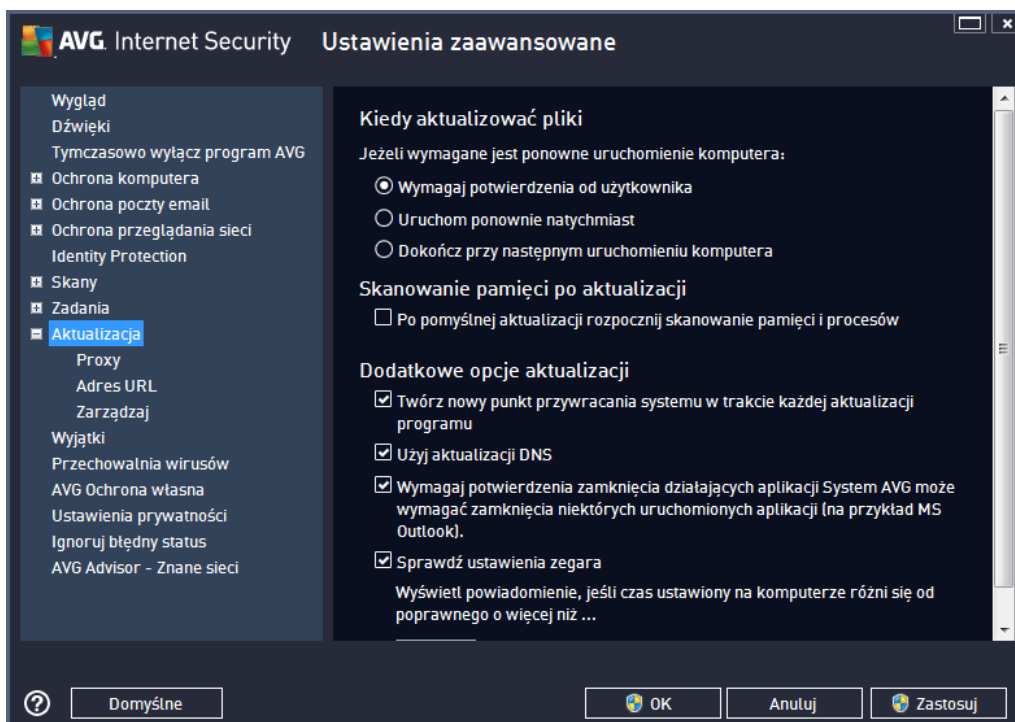 AVG. Internet Security Ustawienia zaawansowane
Wygląd
Dźwięki
Tymczasowo wyłącz program AVG
Ochrona komputera
Ochrona poczty email
Ochrona przeglądania sieci
Identity Protection
Skany
Zadania
Aktualizacja
Proxy
Adres URL
Zarządzaj
Wyjątki
Przechowalnia wirusów
AVG Ochrona własna
Ustawienia prywatności
Ignoruj błędny status
AVG Advisor - Znane sieci
Kiedy aktualizować pliki
Jeżeli wymagane jest ponowne uruchomienie komputera:
Wymagaj potwierdzenia od użytkownika
Uruchom ponownie natychmiast
Dokończ przy następnym uruchomieniu komputera
Skanowanie pamięci po aktualizacji
Po pomyślnej aktualizacji rozpocznij skanowanie pamięci i procesów
Dodatkowe opcje aktualizacji
Twórz nowy punkt przywracania systemu w trakcie każdej aktualizacji
programu
Użyj aktualizacji DNS
Wymagaj potwierdzenia zamknięcia działających aplikacji System AVG może
wymagać zamknięcia niektórych uruchomionych aplikacji (na przykład MS
Outlook).
Sprawdź ustawienia zegara
Wyświetl powiadomienie, jeśli czas ustawiony na komputerze różni się od
poprawnego o więcej niż ...
Domyślne
OK
Anuluj
Zastosuj